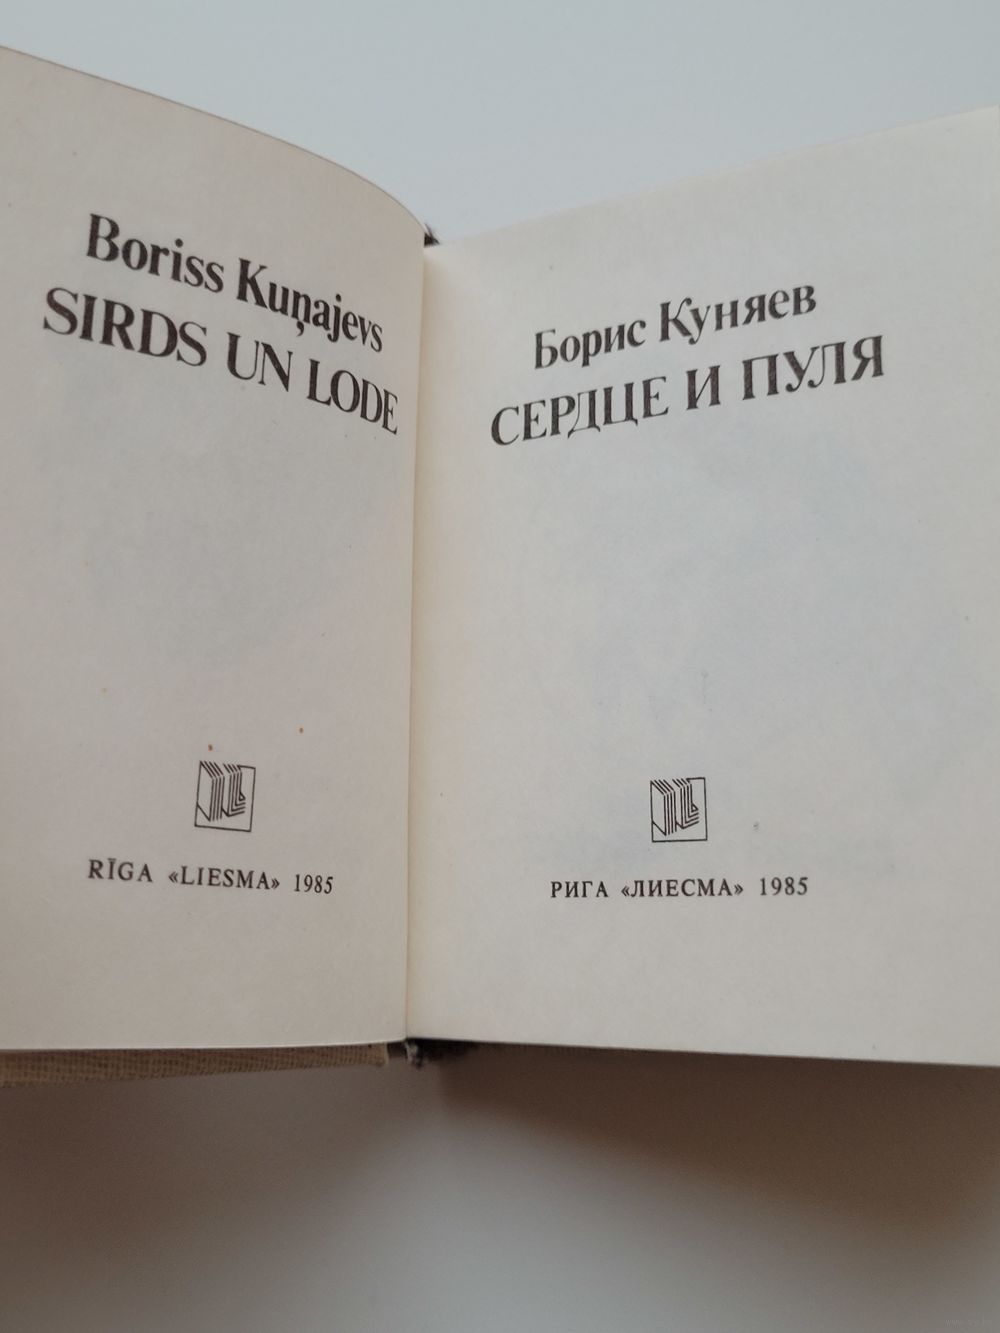 Boriss Kuņajevs
SIRDS UN LODE
RĪGA «LIESMA» 1985
Борис Куняев
СЕРДЦЕ И ПУЛЯ
РИГА «ЛИЕСМА» 1985